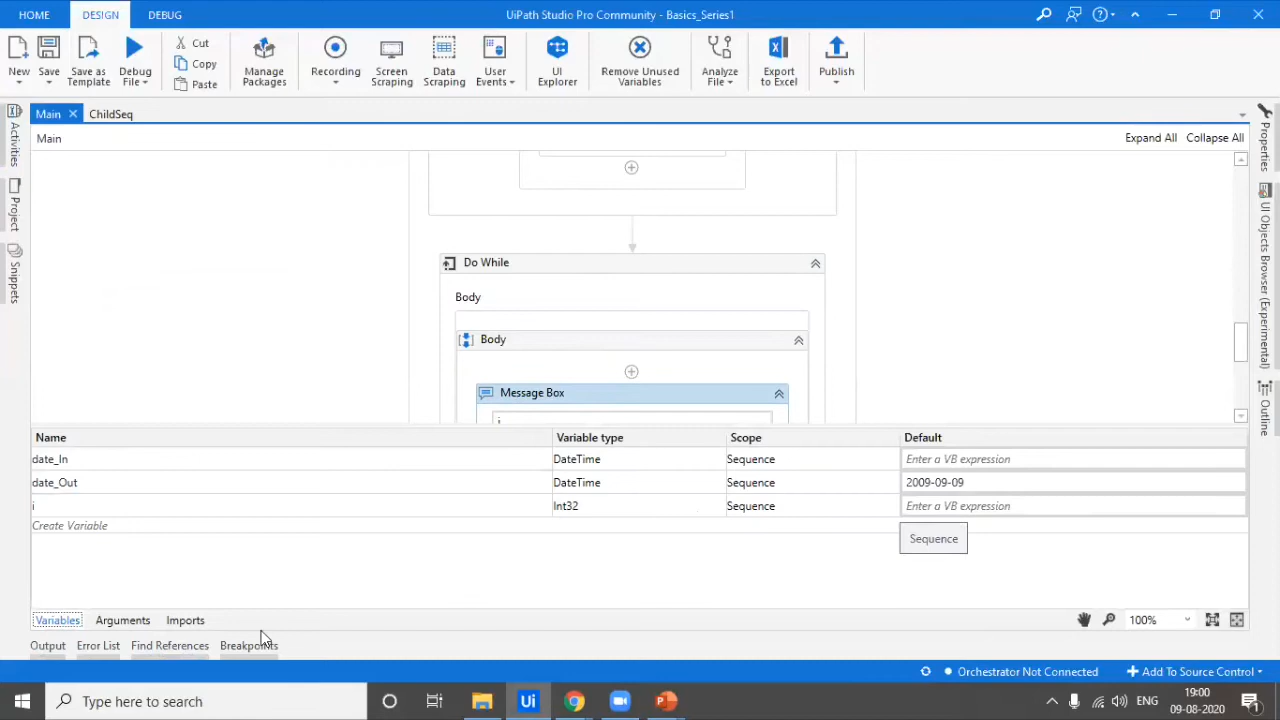 HOME DESIGN DEBUG UiPath Studio Pro Community - Basics_Series1
New Save Save as Template Debug File Cut Copy Paste Manage Packages Recording Screen Scraping Data Scraping User Events UI Explorer Remove Unused Variables Analyze File Export to Excel Publish
Main ChildSeq
Main Expand All Collapse All
Activities
Project
Snippets
Properties
UI Objects Browser (Experimental)
Outline
Do While
Body
Body
Message Box
i
Name Variable type Scope Default
date_In DateTime Sequence Enter a VB expression
date_Out DateTime Sequence 2009-09-09
i Int32 Sequence Enter a VB expression
Create Variable
Sequence
Variables Arguments Imports 100%
Output Error List Find References Breakpoints
Orchestrator Not Connected Add To Source Control
Type here to search Ui ENG 19:00
09-08-2020 1